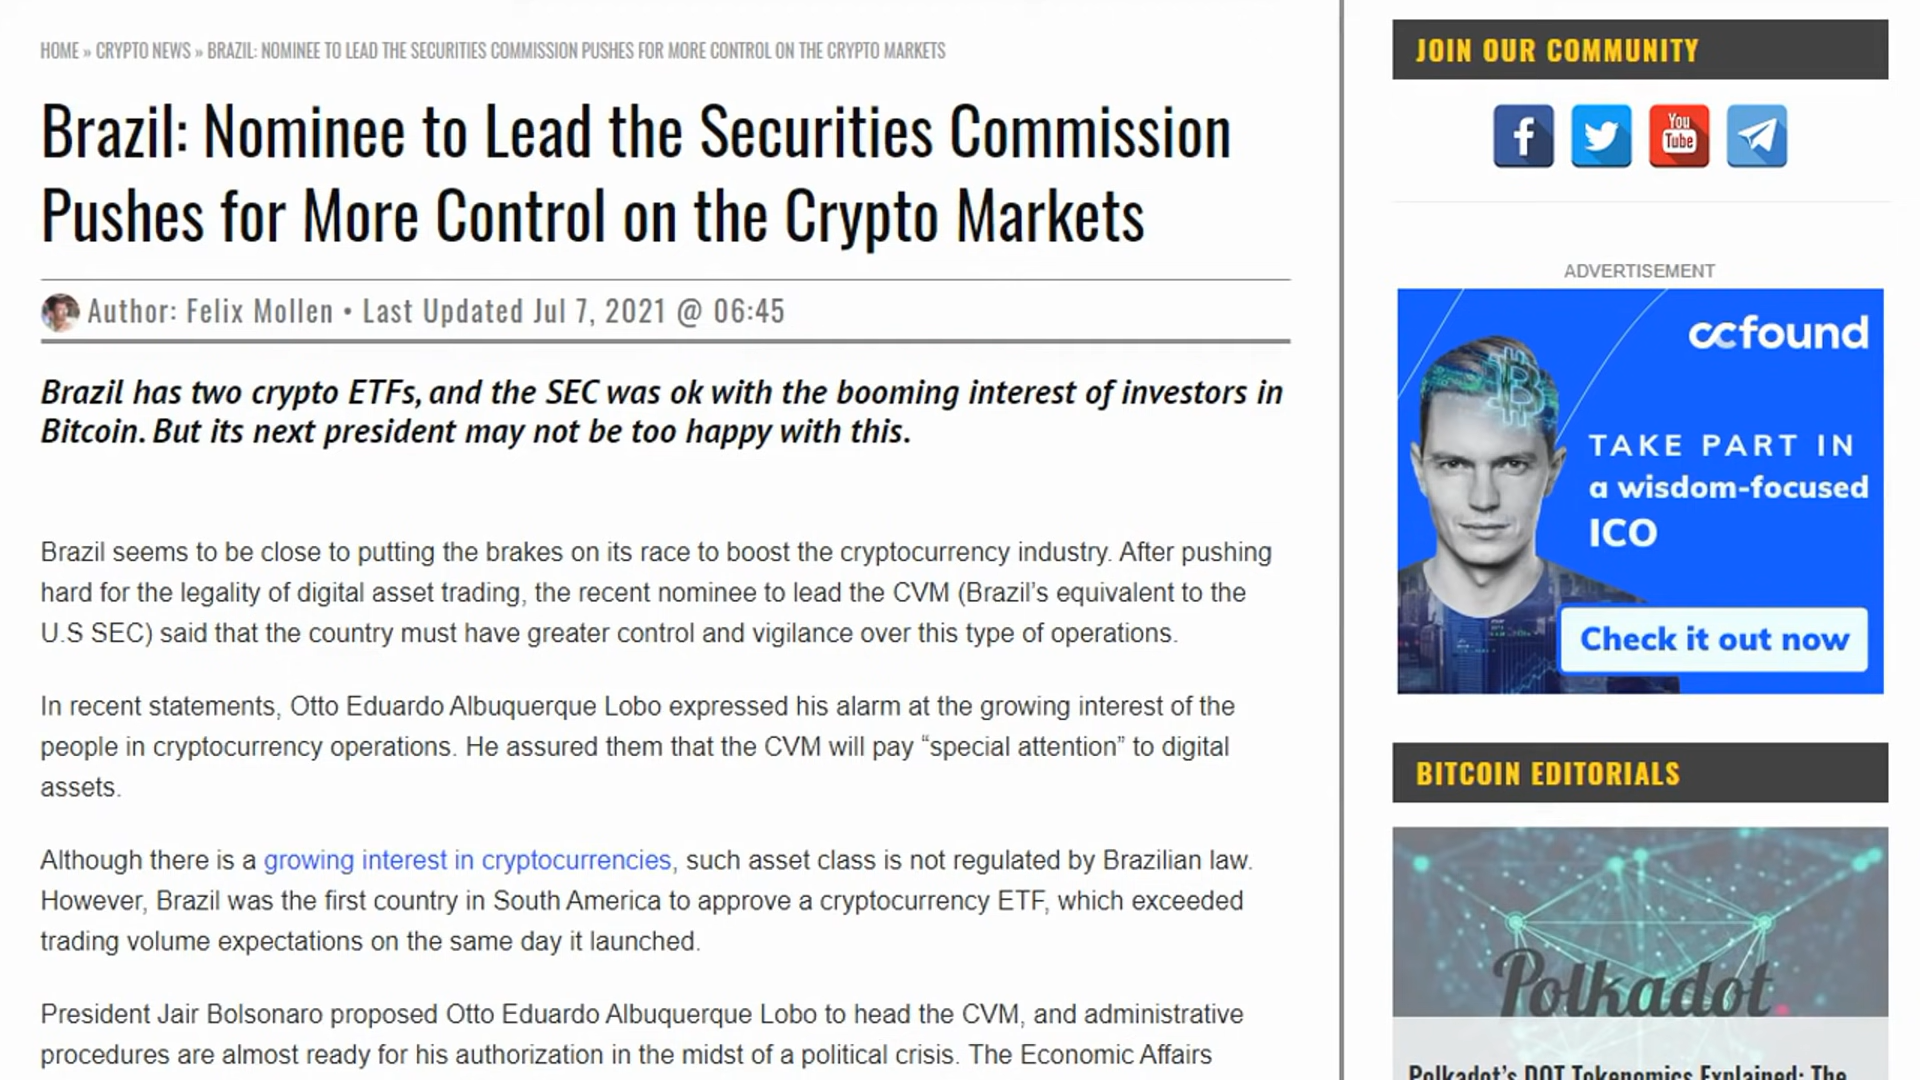 HOME » CRYPTO NEWS » BRAZIL: NOMINEE TO LEAD THE SECURITIES COMMISSION PUSHES FOR MORE CONTROL ON THE CRYPTO MARKETS
Brazil: Nominee to Lead the Securities Commission
Pushes for More Control on the Crypto Markets
Author: Felix Mollen • Last Updated Jul 7, 2021 @ 06:45
Brazil has two crypto ETFs, and the SEC was ok with the booming interest of investors in
Bitcoin. But its next president may not be too happy with this.
Brazil seems to be close to putting the brakes on its race to boost the cryptocurrency industry. After pushing
hard for the legality of digital asset trading, the recent nominee to lead the CVM (Brazil's equivalent to the
U.S SEC) said that the country must have greater control and vigilance over this type of operations.
In recent statements, Otto Eduardo Albuquerque Lobo expressed his alarm at the growing interest of the
people in cryptocurrency operations. He assured them that the CVM will pay “special attention” to digital
assets.
Although there is a growing interest in cryptocurrencies, such asset class is not regulated by Brazilian law.
However, Brazil was the first country in South America to approve a cryptocurrency ETF, which exceeded
trading volume expectations on the same day it launched.
President Jair Bolsonaro proposed Otto Eduardo Albuquerque Lobo to head the CVM, and administrative
procedures are almost ready for his authorization in the midst of a political crisis. The Economic Affairs
JOIN OUR COMMUNITY
You
Tube
ADVERTISEMENT
ccfound
TAKE PART IN
a wisdom-focused
ICO
Check it out now
BITCOIN EDITORIALS
Polkadot.
Polkadot's DOT Tokenomics Explained: The